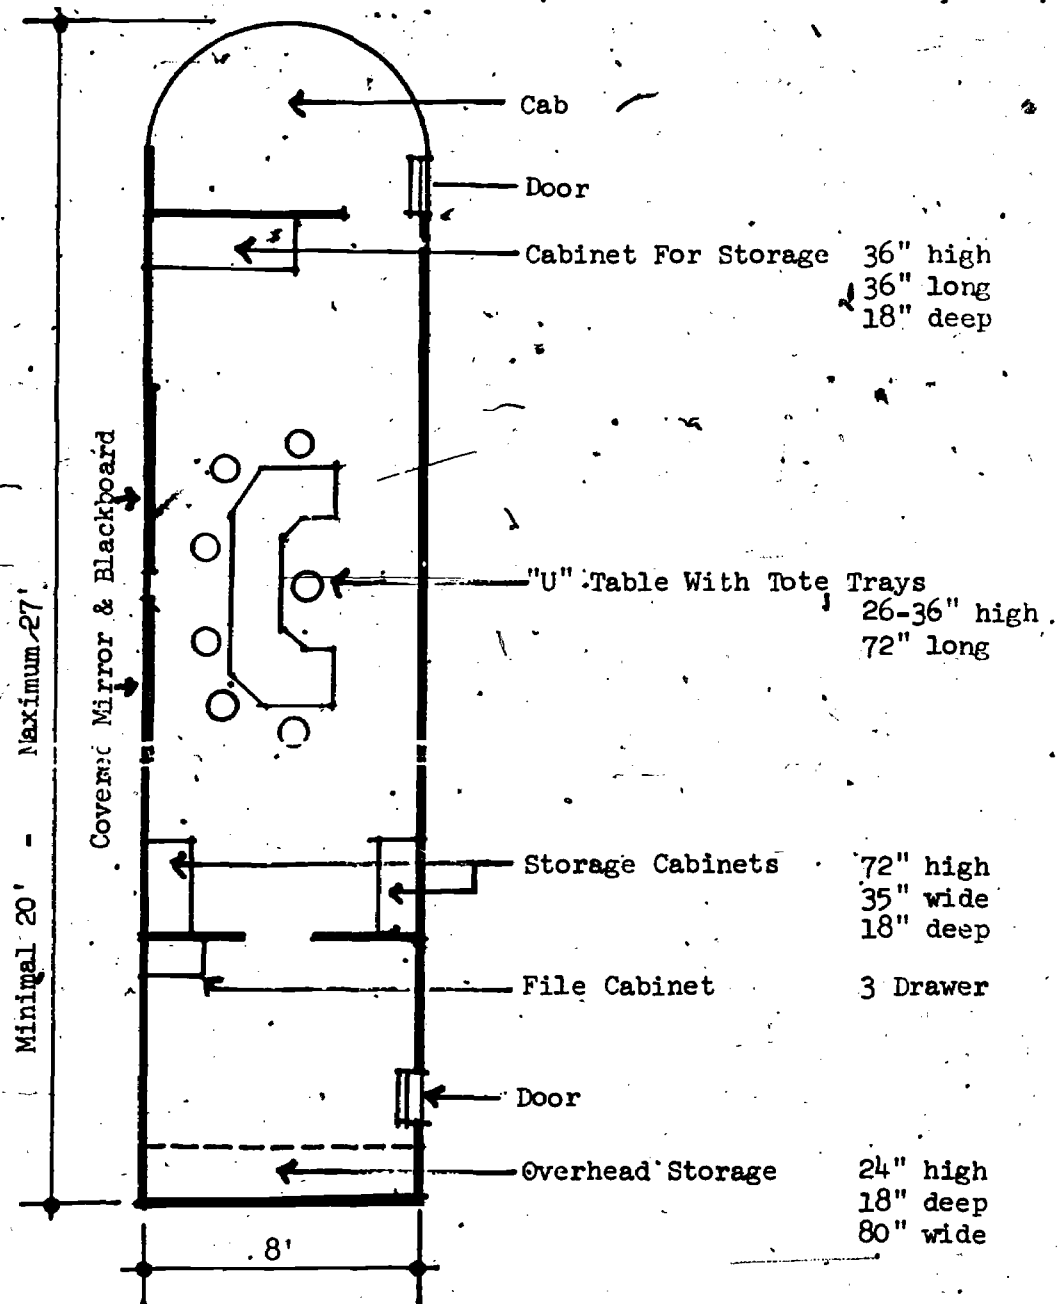 Cab
Door
Cabinet For Storage 36" high
36" long
18" deep
Covered Mirror & Blackboard
"U" Table With Tote Trays
26-36" high
72" long
Minimal 20' - Maximum 27'
Storage Cabinets 72" high
35" wide
18" deep
File Cabinet 3 Drawer
Door
Overhead Storage 24" high
18" deep
80" wide
8'